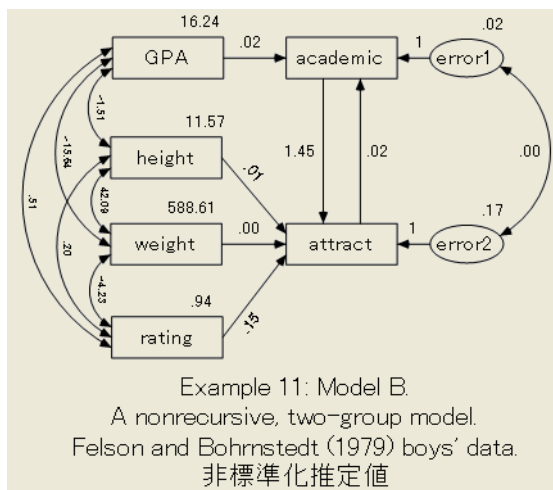 16.24
.02
GPA
.02
academic
1
error1
-1.51
-15.64
.51
11.57
height
1.45
.02
.00
-.01
42.09
588.61
.17
weight
.00
attract
1
error2
.20
-4.23
.94
.15
rating
Example 11: Model B.
A nonrecursive, two-group model.
Felson and Bohrnstedt (1979) boys' data.
非標準化推定値